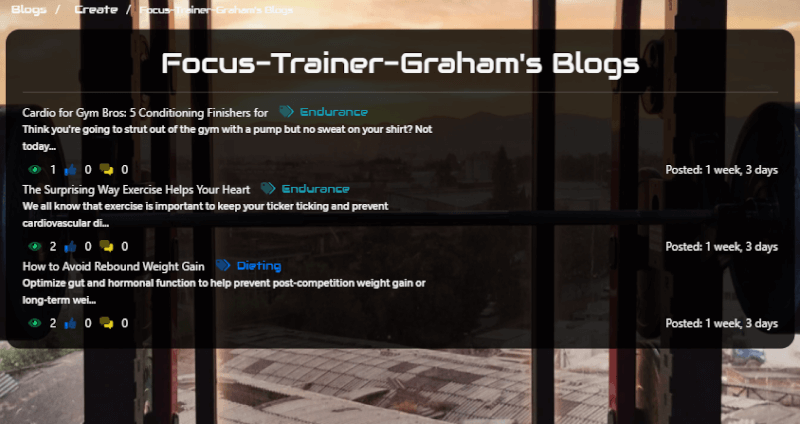 Blogs / Create / Focus-Trainer-Graham's Blogs
Focus-Trainer-Graham's Blogs
Cardio for Gym Bros: 5 Conditioning Finishers for Endurance
Think you're going to strut out of the gym with a pump but no sweat on your shirt? Not
today...
1 0 0 Posted: 1 week, 3 days
The Surprising Way Exercise Helps Your Heart Endurance
We all know that exercise is important to keep your ticker ticking and prevent
cardiovascular di...
2 0 0 Posted: 1 week, 3 days
How to Avoid Rebound Weight Gain Dieting
Optimize gut and hormonal function to help prevent post-competition weight gain or
long-term wei...
2 0 0 Posted: 1 week, 3 days